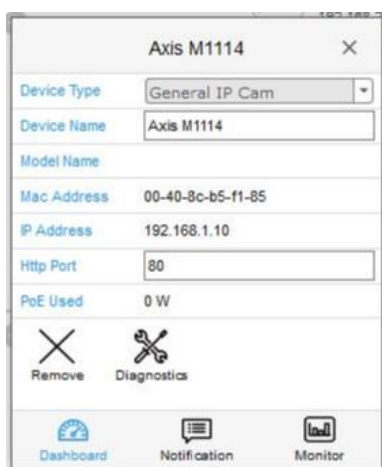 Axis M1114
Device Type General IP Cam
Device Name Axis M1114
Model Name
Mac Address 00-40-8c-b5-f1-85
IP Address 192.168.1.10
Http Port 80
PoE Used 0 W
Remove Diagnostics
Dashboard Notification Monitor